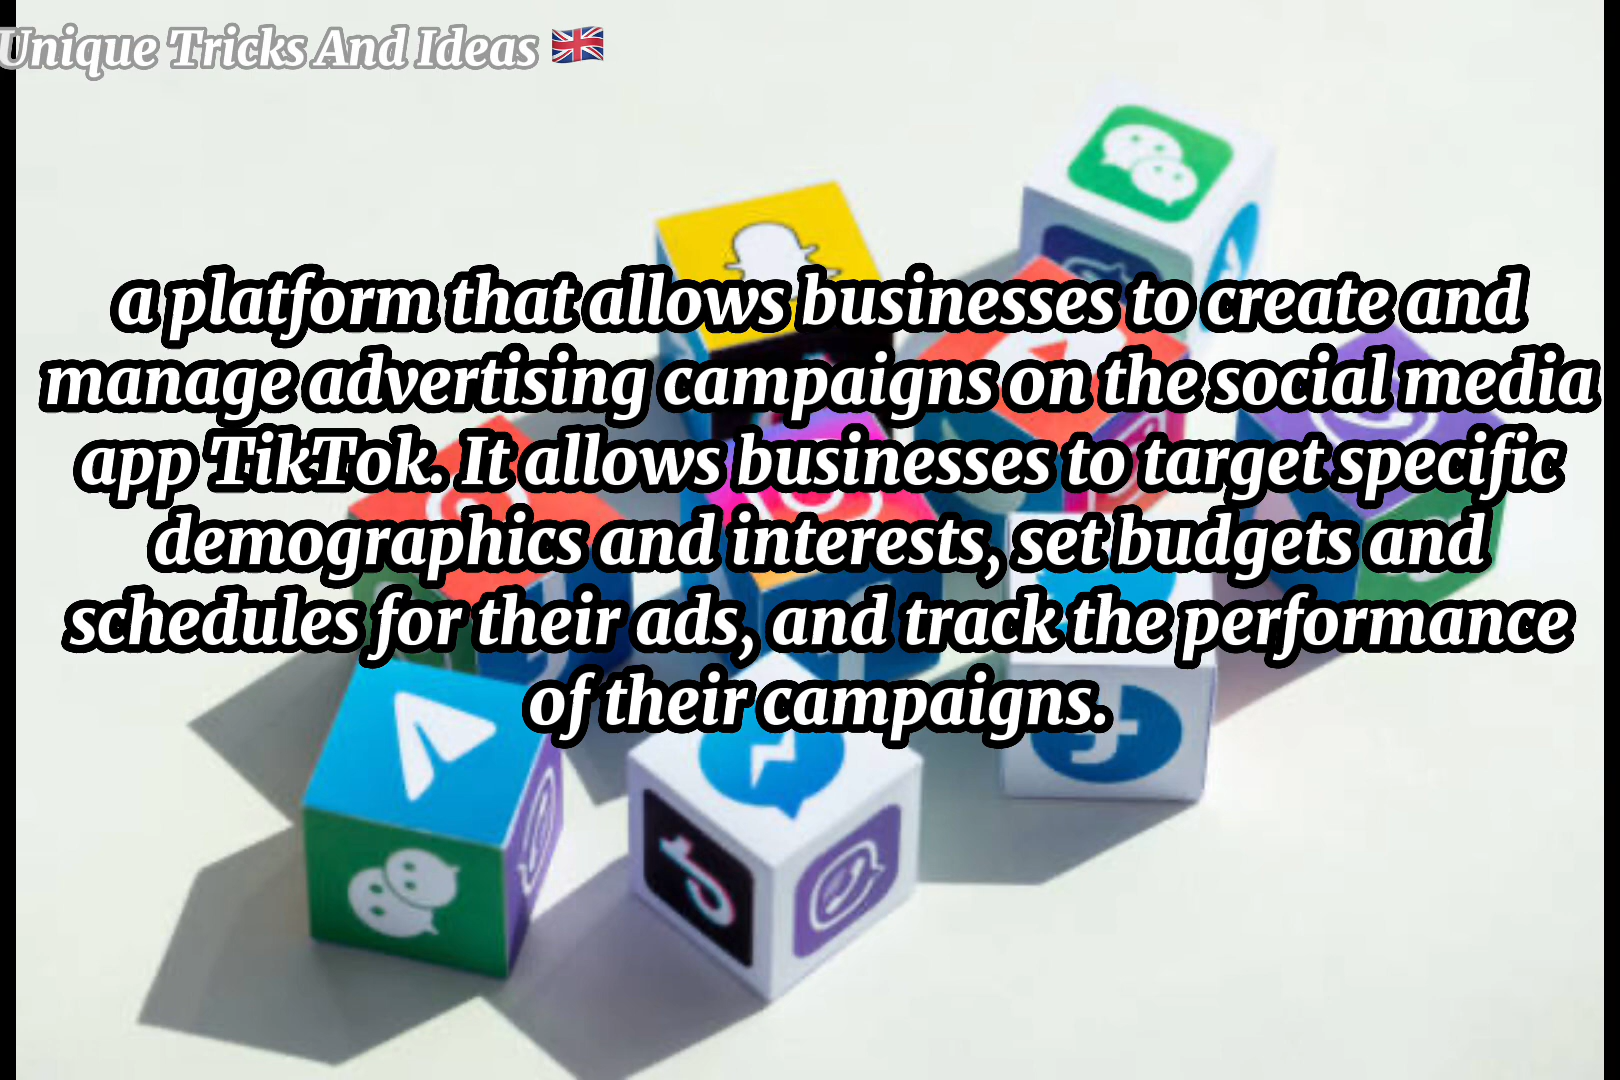 Unique Tricks And Ideas 🇬🇧
a platform that allows businesses to create and
manage advertising campaigns on the social media
app TikTok. It allows businesses to target specific
demographics and interests, set budgets and
schedules for their ads, and track the performance
of their campaigns.